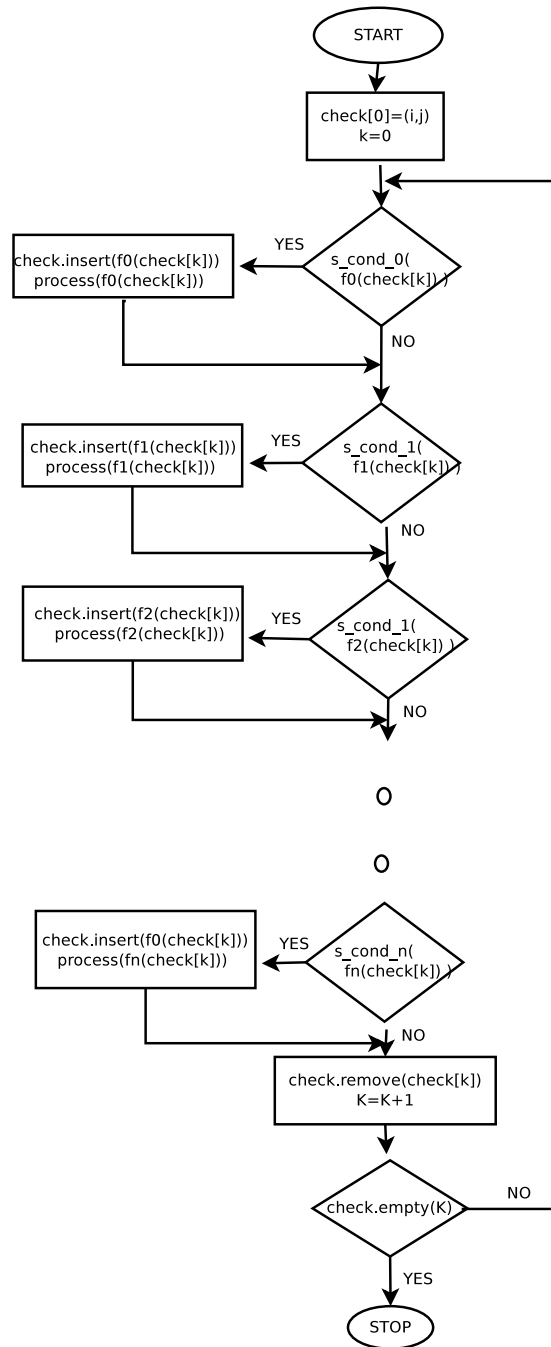 START
check[0]=(i,j)
k=0
s_cond_0(
f0(check[k]) )
YES
check.insert(f0(check[k]))
process(f0(check[k]))
NO
s_cond_1(
f1(check[k]) )
YES
check.insert(f1(check[k]))
process(f1(check[k]))
NO
s_cond_1(
f2(check[k]) )
YES
check.insert(f2(check[k]))
process(f2(check[k]))
NO
s_cond_n(
fn(check[k]) )
YES
check.insert(f0(check[k]))
process(fn(check[k]))
NO
check.remove(check[k])
K=K+1
check.empty(K)
NO
YES
STOP